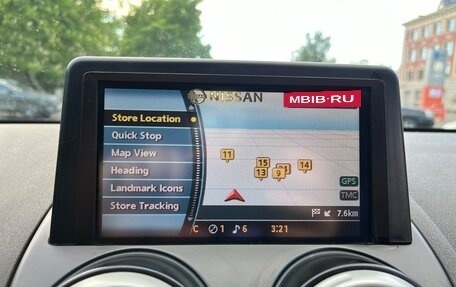 NISSAN
MBIB.RU
Store Location
Quick Stop
Map View
Heading
Landmark Icons
Store Tracking
11
15
14
13
9
GPS
TMC
7.6km
C 1 6 3:21